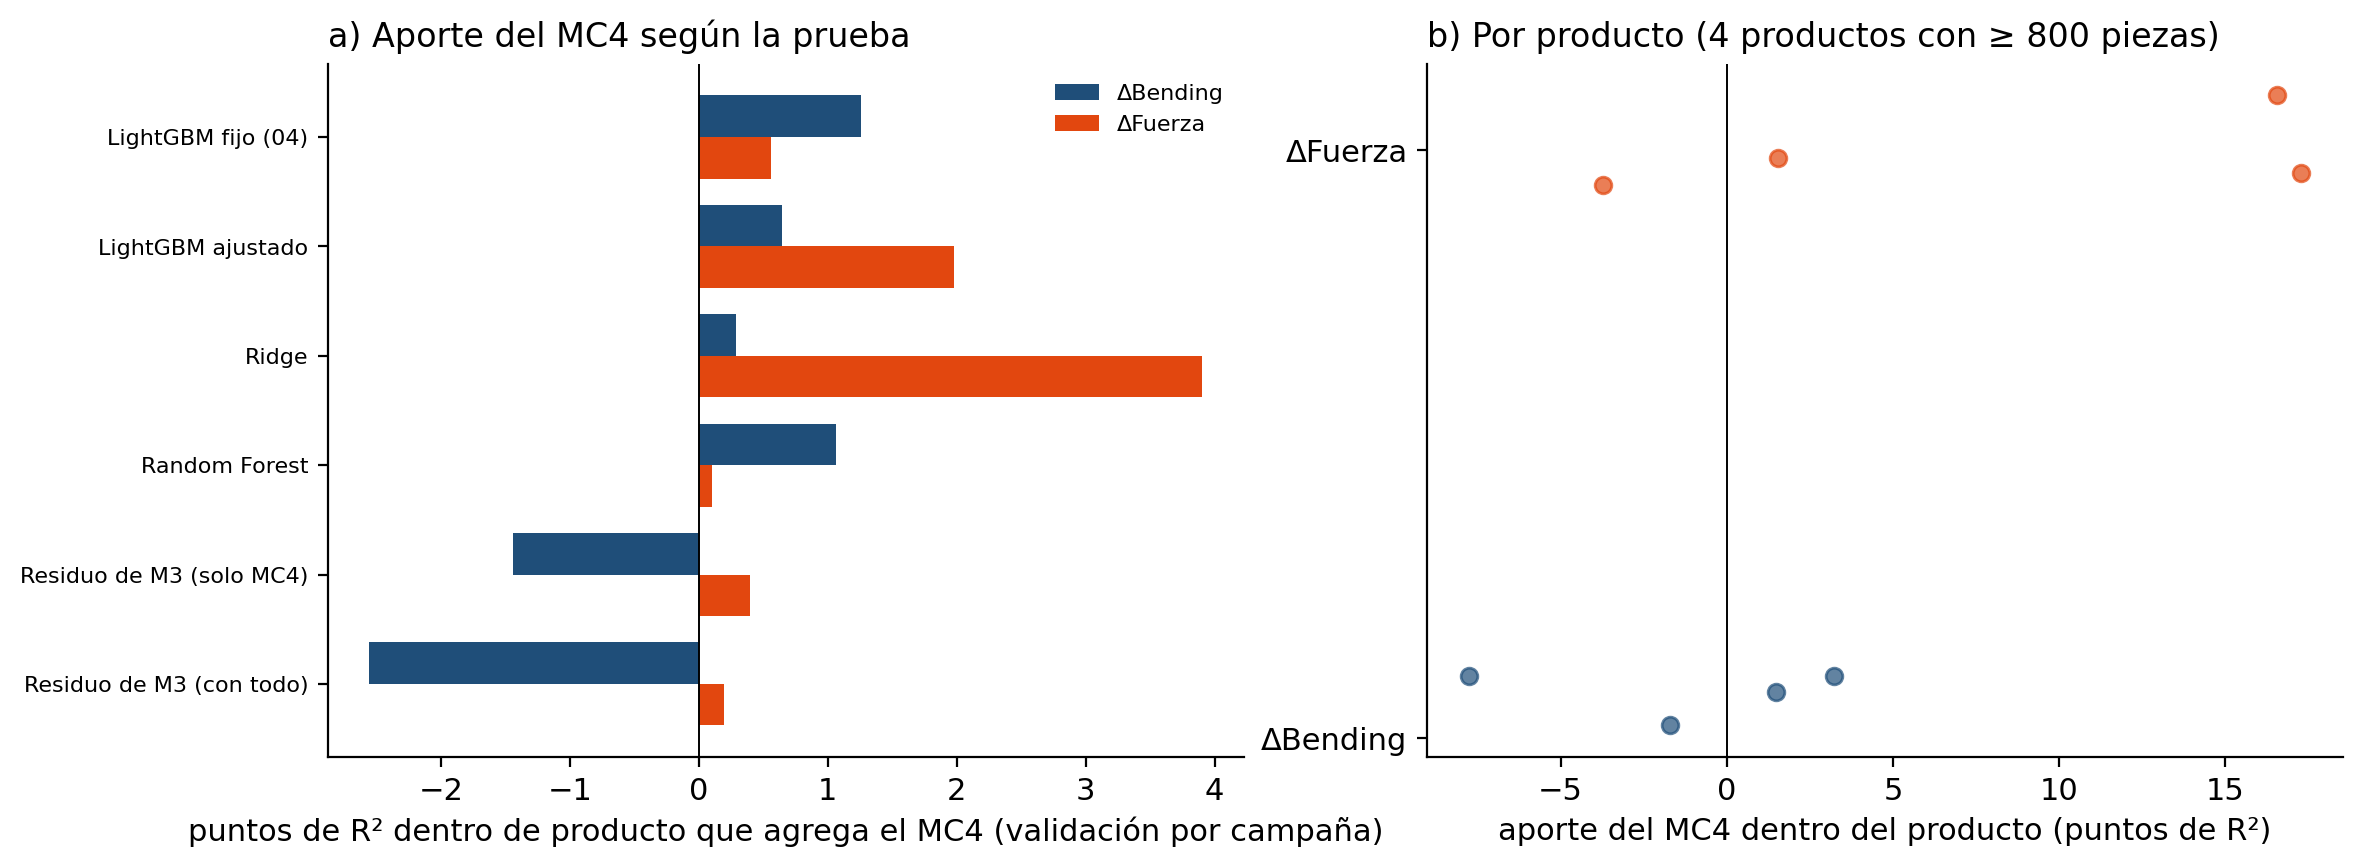 a) Aporte del MC4 según la prueba
ΔBending
ΔFuerza
LightGBM fijo (04)
LightGBM ajustado
Ridge
Random Forest
Residuo de M3 (solo MC4)
Residuo de M3 (con todo)
−2 −1 0 1 2 3 4
puntos de R² dentro de producto que agrega el MC4 (validación por campaña)
b) Por producto (4 productos con ≥ 800 piezas)
ΔFuerza
ΔBending
−5 0 5 10 15
aporte del MC4 dentro del producto (puntos de R²)